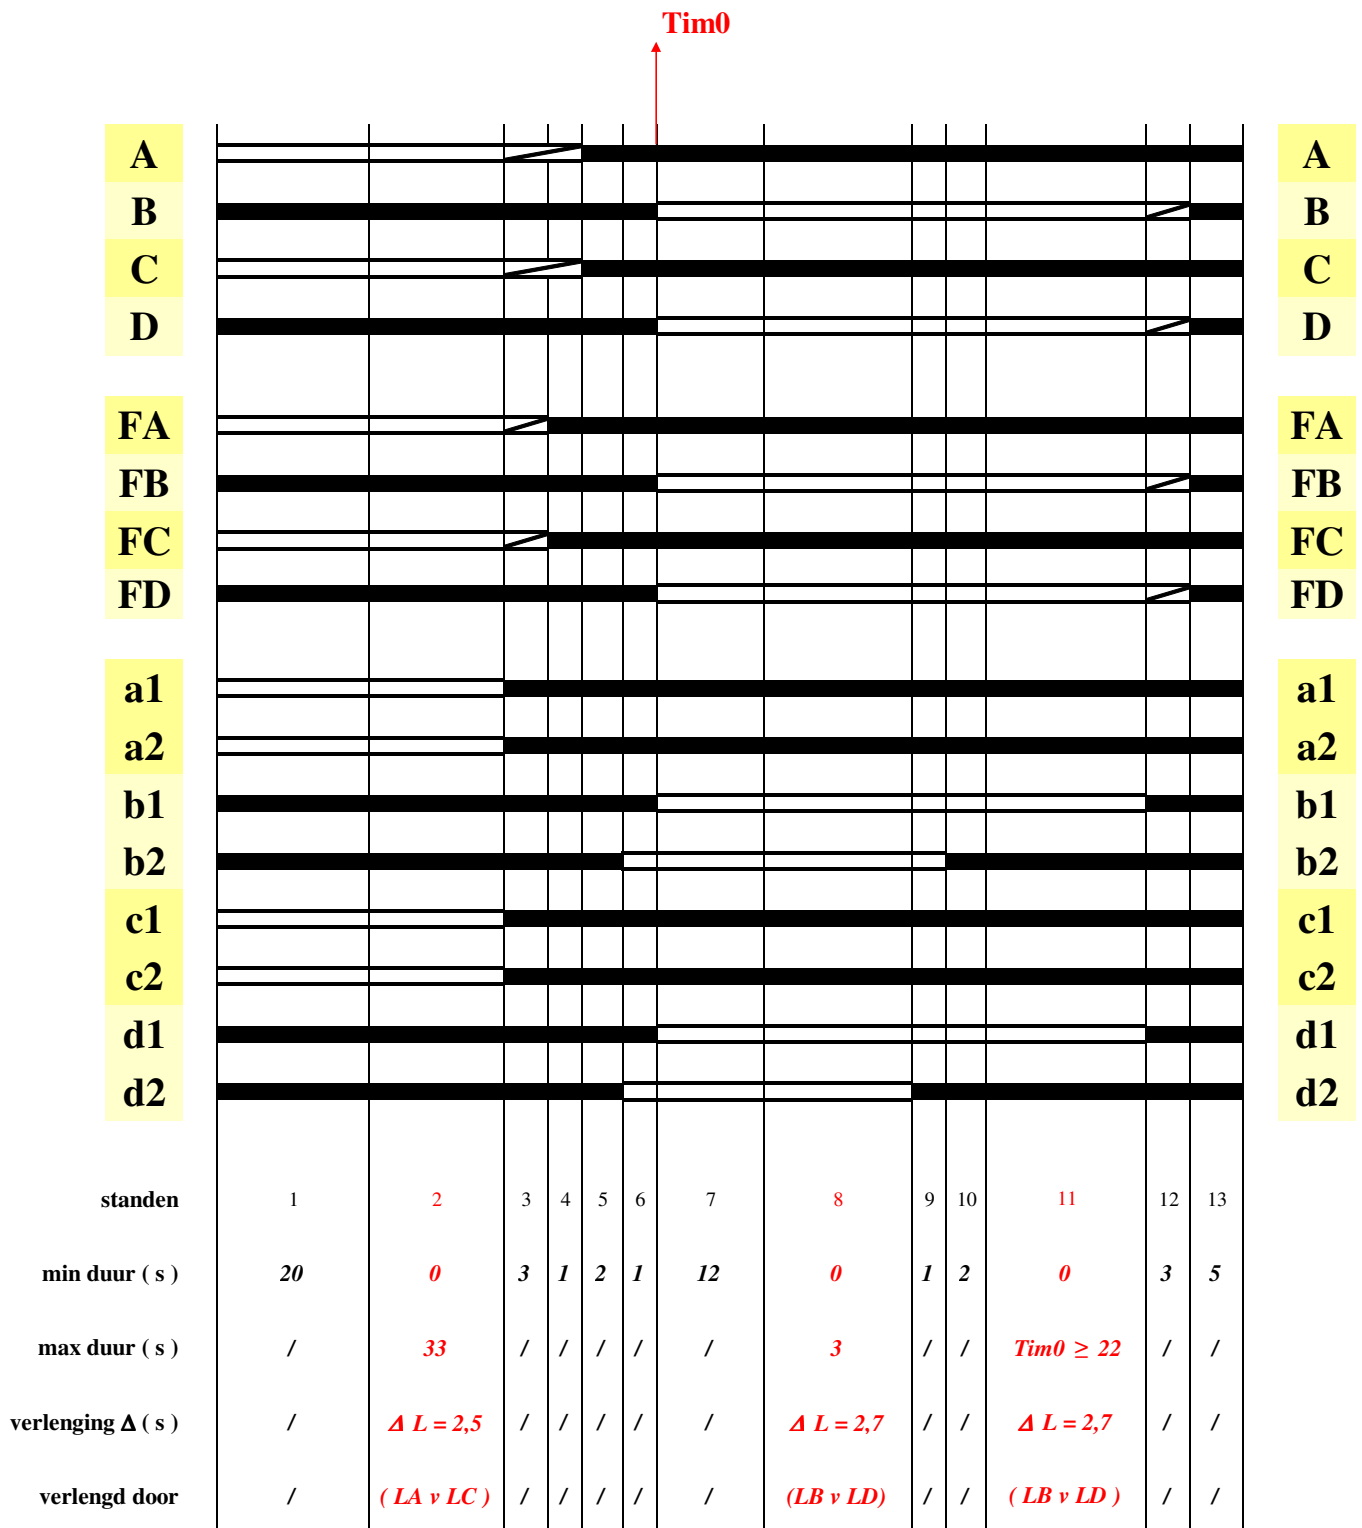 Tim0
A A
B B
C C
D D
FA FA
FB FB
FC FC
FD FD
a1 a1
a2 a2
b1 b1
b2 b2
c1 c1
c2 c2
d1 d1
d2 d2
standen 1 2 3 4 5 6 7 8 9 10 11 12 13
min duur ( s ) 20 0 3 1 2 1 12 0 1 2 0 3 5
max duur ( s ) / 33 / / / / / 3 / / Tim0 ≥ 22 / /
verlenging Δ ( s ) / Δ L = 2,5 / / / / / Δ L = 2,7 / / Δ L = 2,7 / /
verlengd door / ( LA v LC ) / / / / / (LB v LD) / / ( LB v LD ) / /